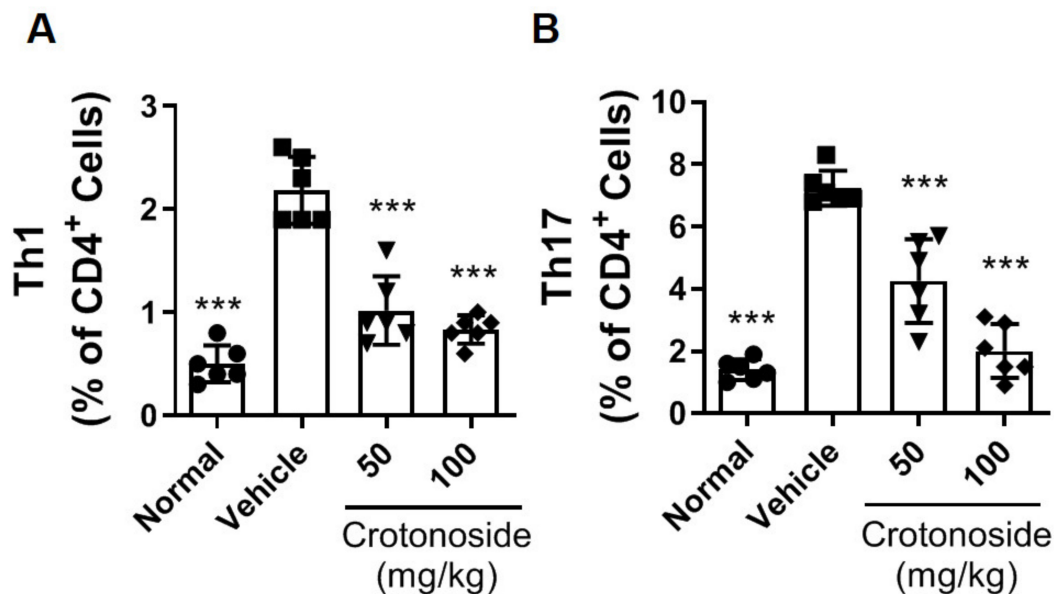 A
Th1
(% of CD4+ Cells)
3
2
1
0
***
***
***
Normal
Vehicle
50
100
Crotonoside
(mg/kg)
B
Th17
(% of CD4+ Cells)
10
8
6
4
2
0
***
***
***
Normal
Vehicle
50
100
Crotonoside
(mg/kg)